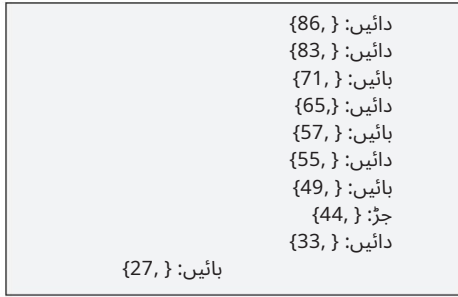 دائیں: { ,86}
دائیں: { ,83}
بائیں: { ,71}
دائیں: {,65}
بائیں: { ,57}
دائیں: { ,55}
بائیں: { ,49}
جڑ: { ,44}
دائیں: { ,33}
بائیں: { ,27}